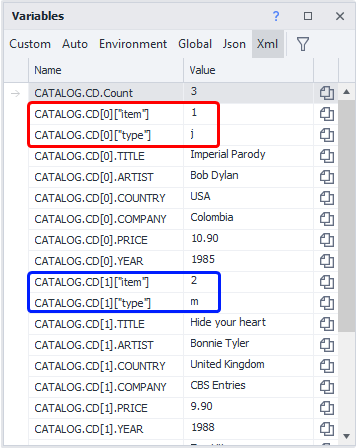 Variables
Custom Auto Environment Global Json Xml
Name Value
CATALOG.CD.Count 3
CATALOG.CD[0]["item"] 1
CATALOG.CD[0]["type"] j
CATALOG.CD[0].TITLE Imperial Parody
CATALOG.CD[0].ARTIST Bob Dylan
CATALOG.CD[0].COUNTRY USA
CATALOG.CD[0].COMPANY Colombia
CATALOG.CD[0].PRICE 10.90
CATALOG.CD[0].YEAR 1985
CATALOG.CD[1]["item"] 2
CATALOG.CD[1]["type"] m
CATALOG.CD[1].TITLE Hide your heart
CATALOG.CD[1].ARTIST Bonnie Tyler
CATALOG.CD[1].COUNTRY United Kingdom
CATALOG.CD[1].COMPANY CBS Entries
CATALOG.CD[1].PRICE 9.90
CATALOG.CD[1].YEAR 1988